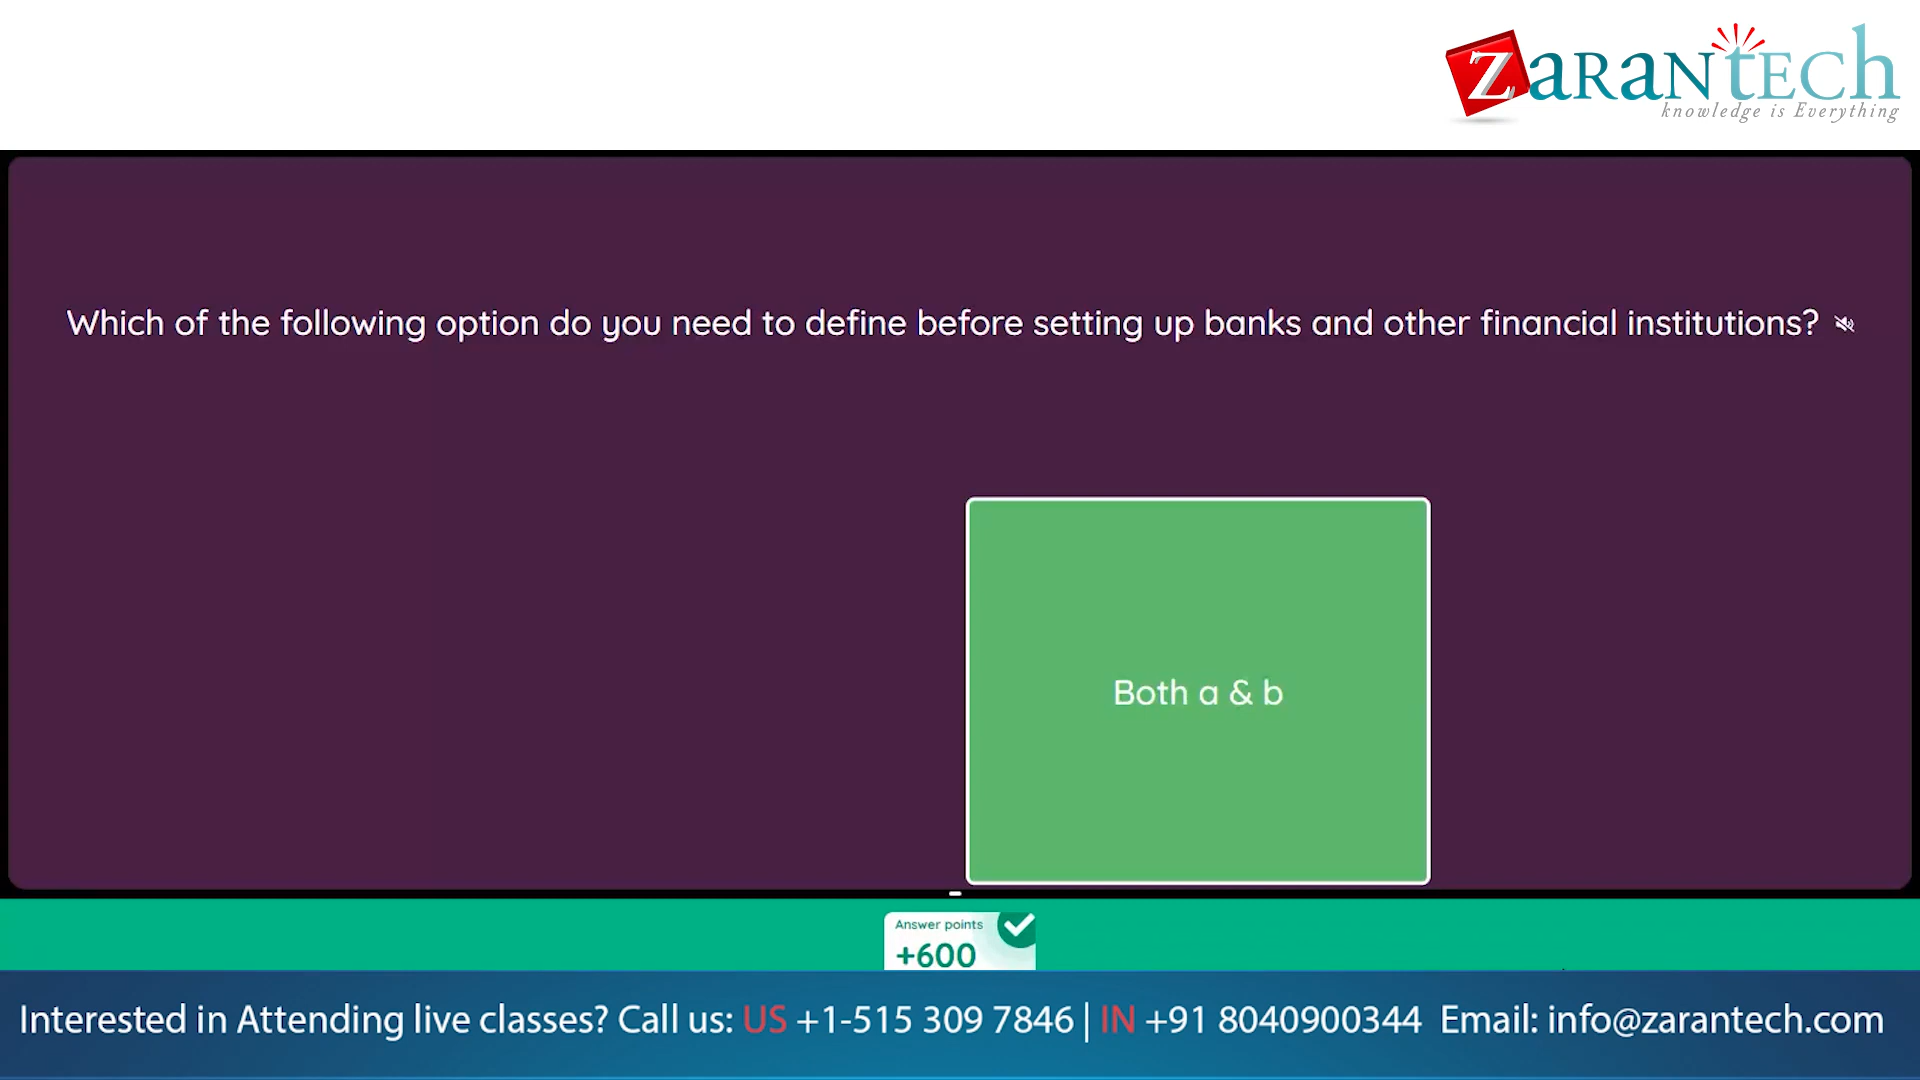 ZaranTech
knowledge is Everything
Which of the following option do you need to define before setting up banks and other financial institutions?
Both a & b
Answer points
+600
Interested in Attending live classes? Call us: US +1-515 309 7846 | IN +91 8040900344 Email: info@zarantech.com